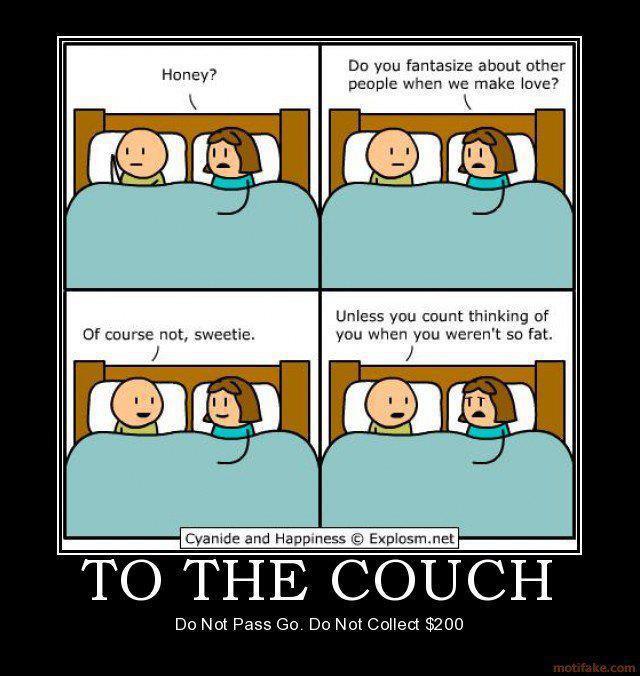 Honey?
Do you fantasize about other
people when we make love?
Of course not, sweetie.
Unless you count thinking of
you when you weren't so fat.
Cyanide and Happiness © Explosm.net
TO THE COUCH
Do Not Pass Go. Do Not Collect $200
motifake.com